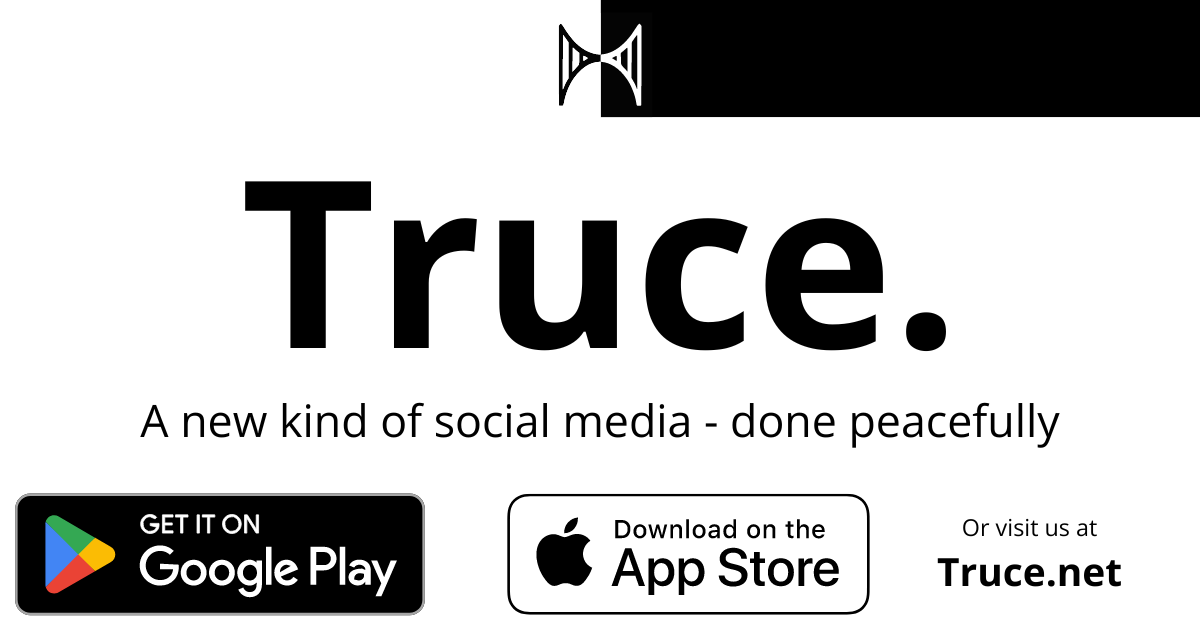 Truce.
A new kind of social media - done peacefully
GET IT ON
Google Play
Download on the
App Store
Or visit us at
Truce.net